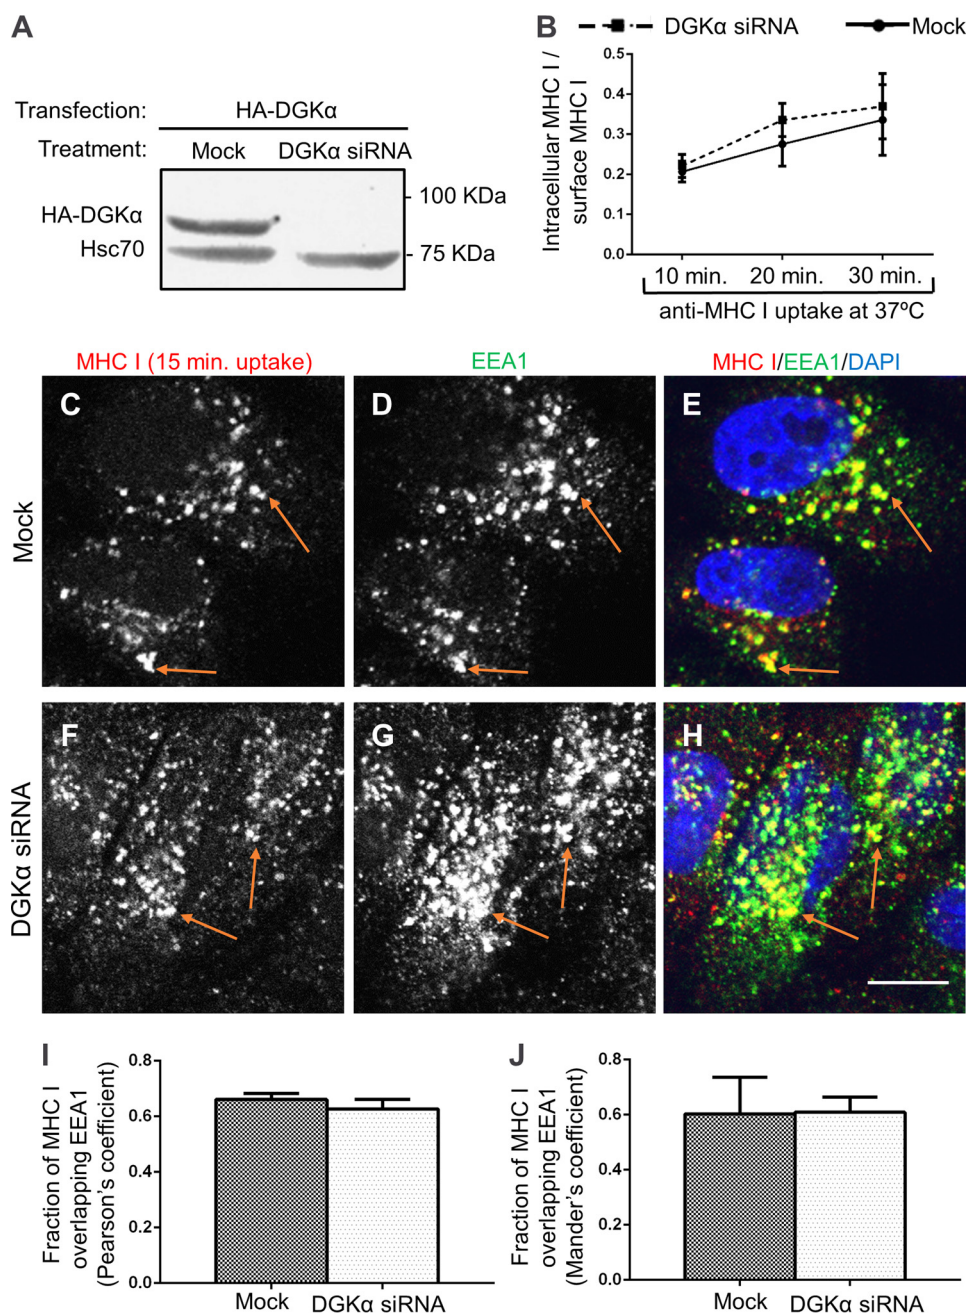 A
Transfection:
HA-DGKα
Treatment:
Mock
DGKα siRNA
HA-DGKα
Hsc70
- 100 KDa
- 75 KDa
B
DGKα siRNA
Mock
Intracellular MHC I /
surface MHC I
0.5
0.4
0.3
0.2
0.1
0.0
10 min.
20 min.
30 min.
anti-MHC I uptake at 37ºC
MHC I (15 min. uptake)
EEA1
MHC I/EEA1/DAPI
Mock
C
D
E
DGKα siRNA
F
G
H
I
Fraction of MHC I
overlapping EEA1
(Pearson's coefficient)
0.8
0.6
0.4
0.2
0.0
Mock
DGKα siRNA
J
Fraction of MHC I
overlapping EEA1
(Mander's coefficient)
0.8
0.6
0.4
0.2
0.0
Mock
DGKα siRNA